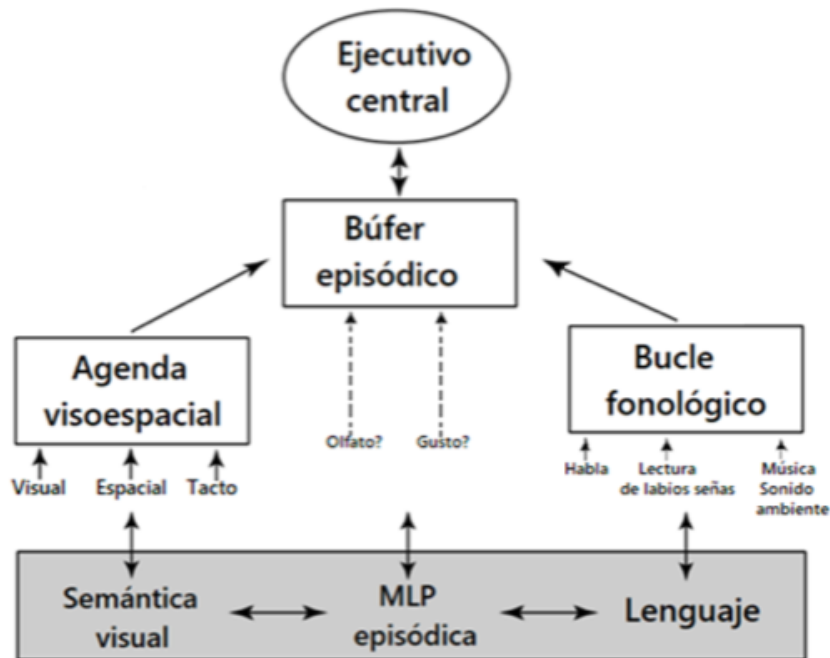 Ejecutivo
central
Búfer
episódico
Agenda
visoespacial
Bucle
fonológico
Olfato?
Gusto?
Visual
Espacial
Tacto
Habla
Lectura
de labios señas
Música
Sonido
ambiente
Semántica
visual
MLP
episódica
Lenguaje